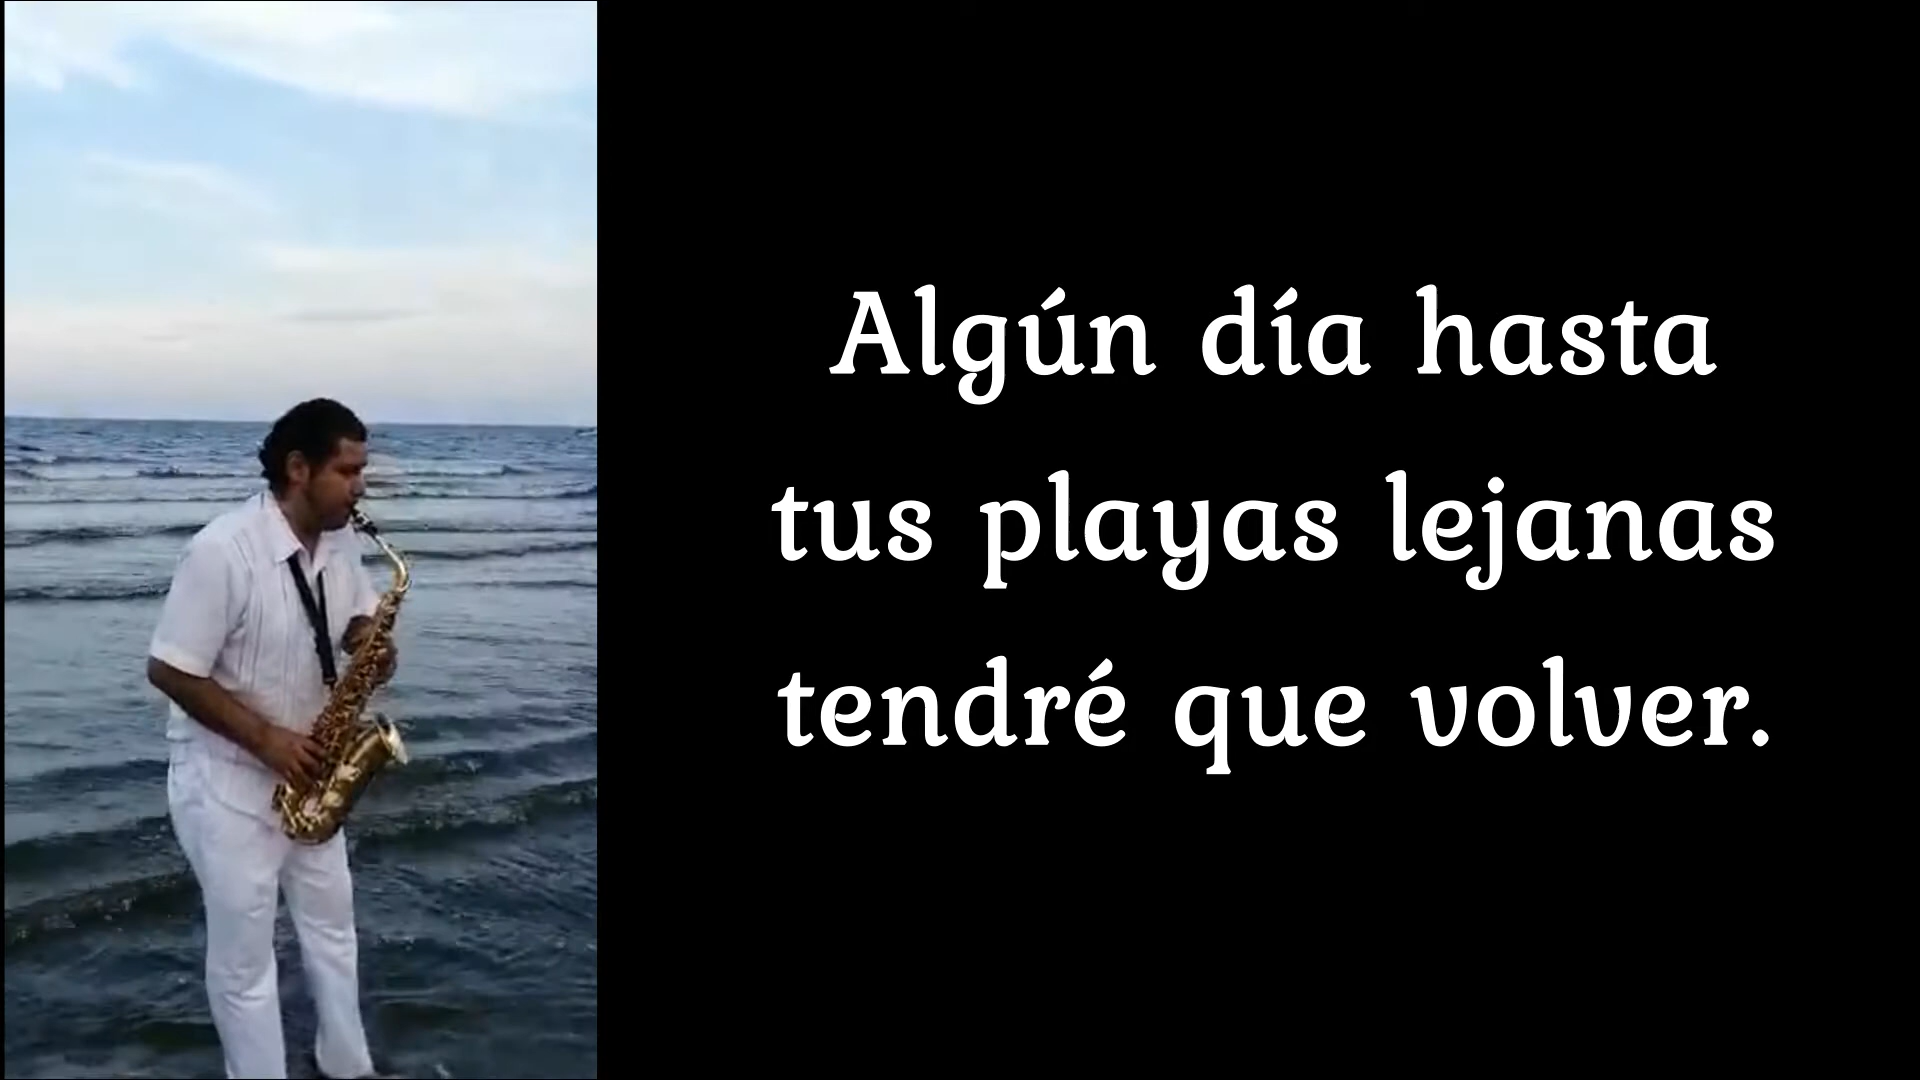 Algún día hasta
tus playas lejanas
tendré que volver.